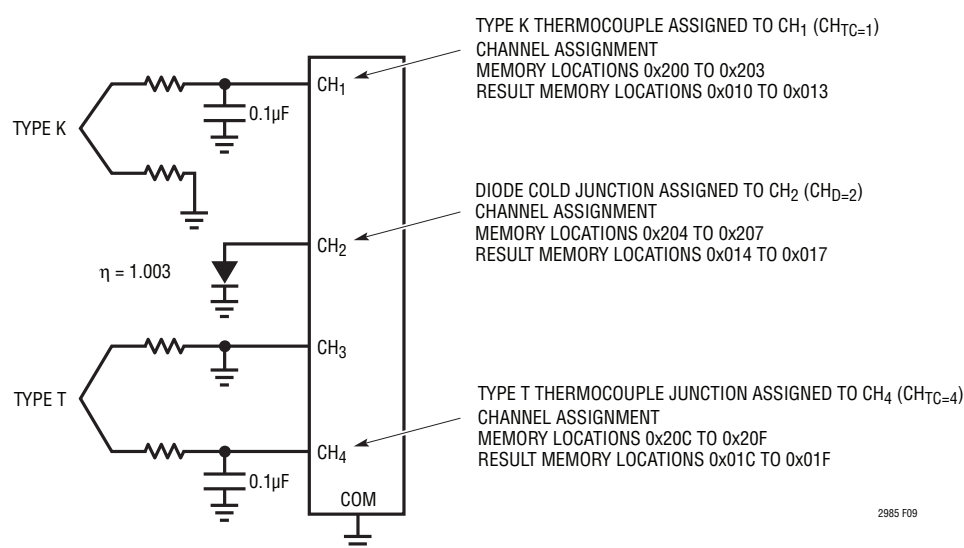 TYPE K THERMOCOUPLE ASSIGNED TO CH1 (CHTC=1)
CHANNEL ASSIGNMENT
MEMORY LOCATIONS 0x200 TO 0x203
RESULT MEMORY LOCATIONS 0x010 TO 0x013
CH1
0.1µF
TYPE K
DIODE COLD JUNCTION ASSIGNED TO CH2 (CHD=2)
CHANNEL ASSIGNMENT
MEMORY LOCATIONS 0x204 TO 0x207
RESULT MEMORY LOCATIONS 0x014 TO 0x017
CH2
η = 1.003
CH3
TYPE T
TYPE T THERMOCOUPLE JUNCTION ASSIGNED TO CH4 (CHTC=4)
CHANNEL ASSIGNMENT
MEMORY LOCATIONS 0x20C TO 0x20F
RESULT MEMORY LOCATIONS 0x01C TO 0x01F
CH4
0.1µF
COM
2985 F09